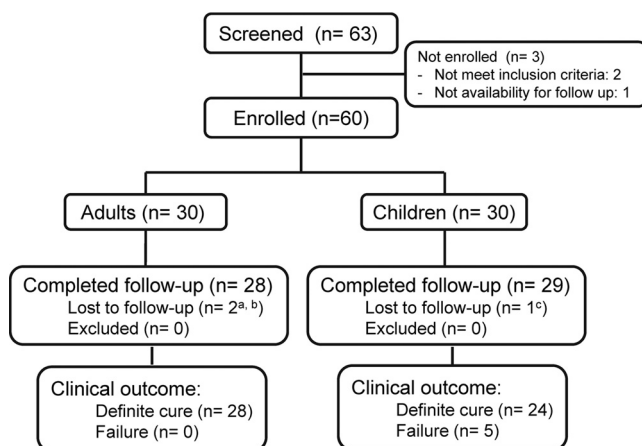 Screened (n= 63)
Not enrolled (n= 3)
- Not meet inclusion criteria: 2
- Not availability for follow up: 1
Enrolled (n=60)
Adults (n= 30)
Children (n= 30)
Completed follow-up (n= 28)
Lost to follow-up (n= 2a, b)
Excluded (n= 0)
Completed follow-up (n= 29)
Lost to follow-up (n= 1c)
Excluded (n= 0)
Clinical outcome:
Definite cure (n= 28)
Failure (n= 0)
Clinical outcome:
Definite cure (n= 24)
Failure (n= 5)